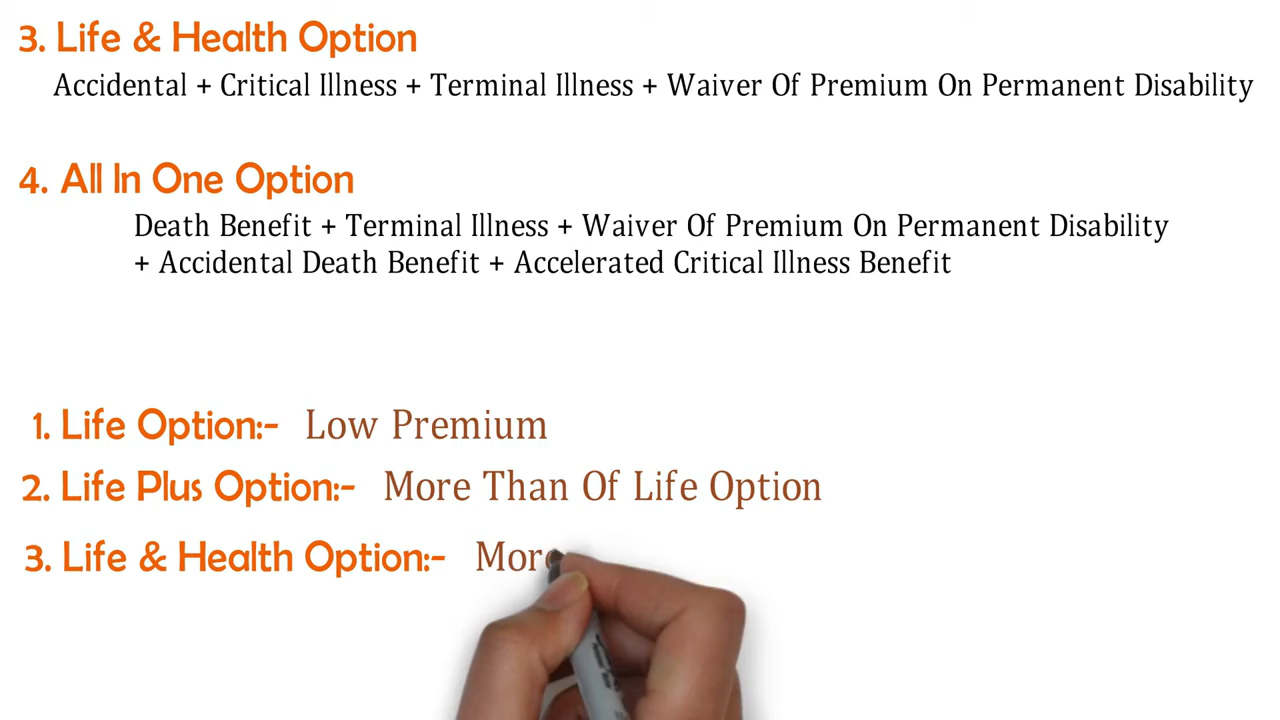 3. Life & Health Option
Accidental + Critical Illness + Terminal Illness + Waiver Of Premium On Permanent Disability
4. All In One Option
Death Benefit + Terminal Illness + Waiver Of Premium On Permanent Disability
+ Accidental Death Benefit + Accelerated Critical Illness Benefit
1. Life Option:- Low Premium
2. Life Plus Option:- More Than Of Life Option
3. Life & Health Option:- More